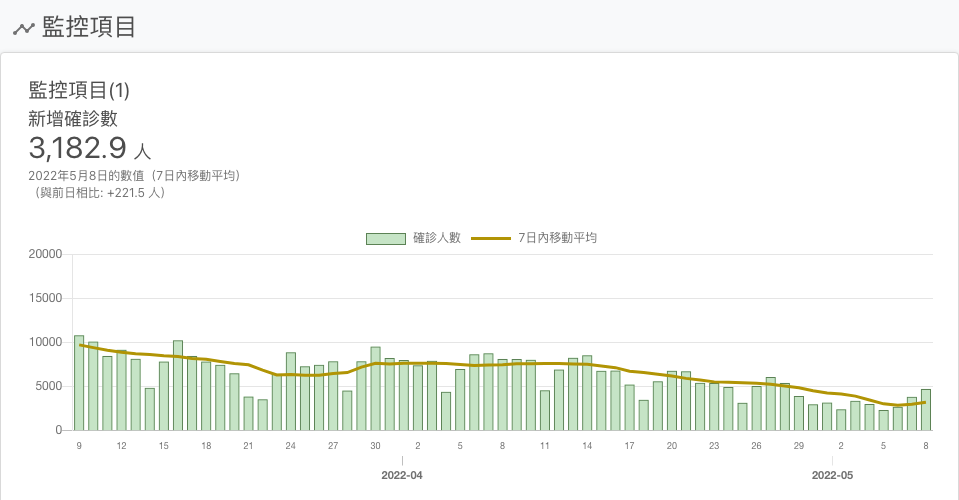 監控項目
監控項目(1)
新增確診數
3,182.9 人
2022年5月8日的數值（7日內移動平均）
（與前日相比: +221.5 人）
確診人數 7日內移動平均
20000
15000
10000
5000
0
9 12 15 18 21 24 27 30 2 5 8 11 14 17 20 23 26 29 2 5 8
2022-04 2022-05